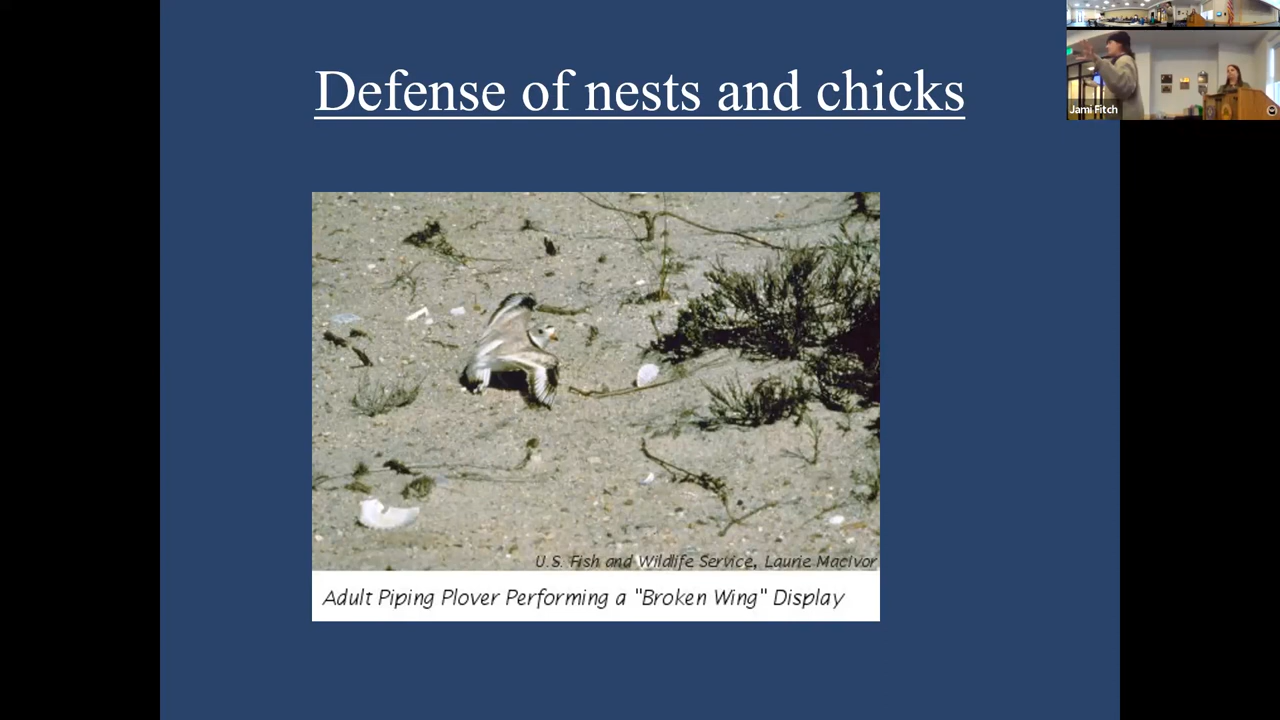 Defense of nests and chicks
Jami Fitch
U.S. Fish and Wildlife Service, Laurie MacIvor
Adult Piping Plover Performing a "Broken Wing" Display